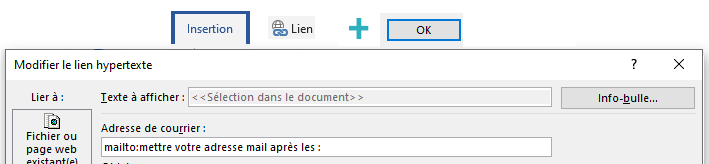 Insertion Lien OK
Modifier le lien hypertexte ?
Lier à : Texte à afficher : <<Sélection dans le document>> Info-bulle...
Fichier ou
page web
existant(e)
Adresse de courrier :
mailto:mettre votre adresse mail après les :